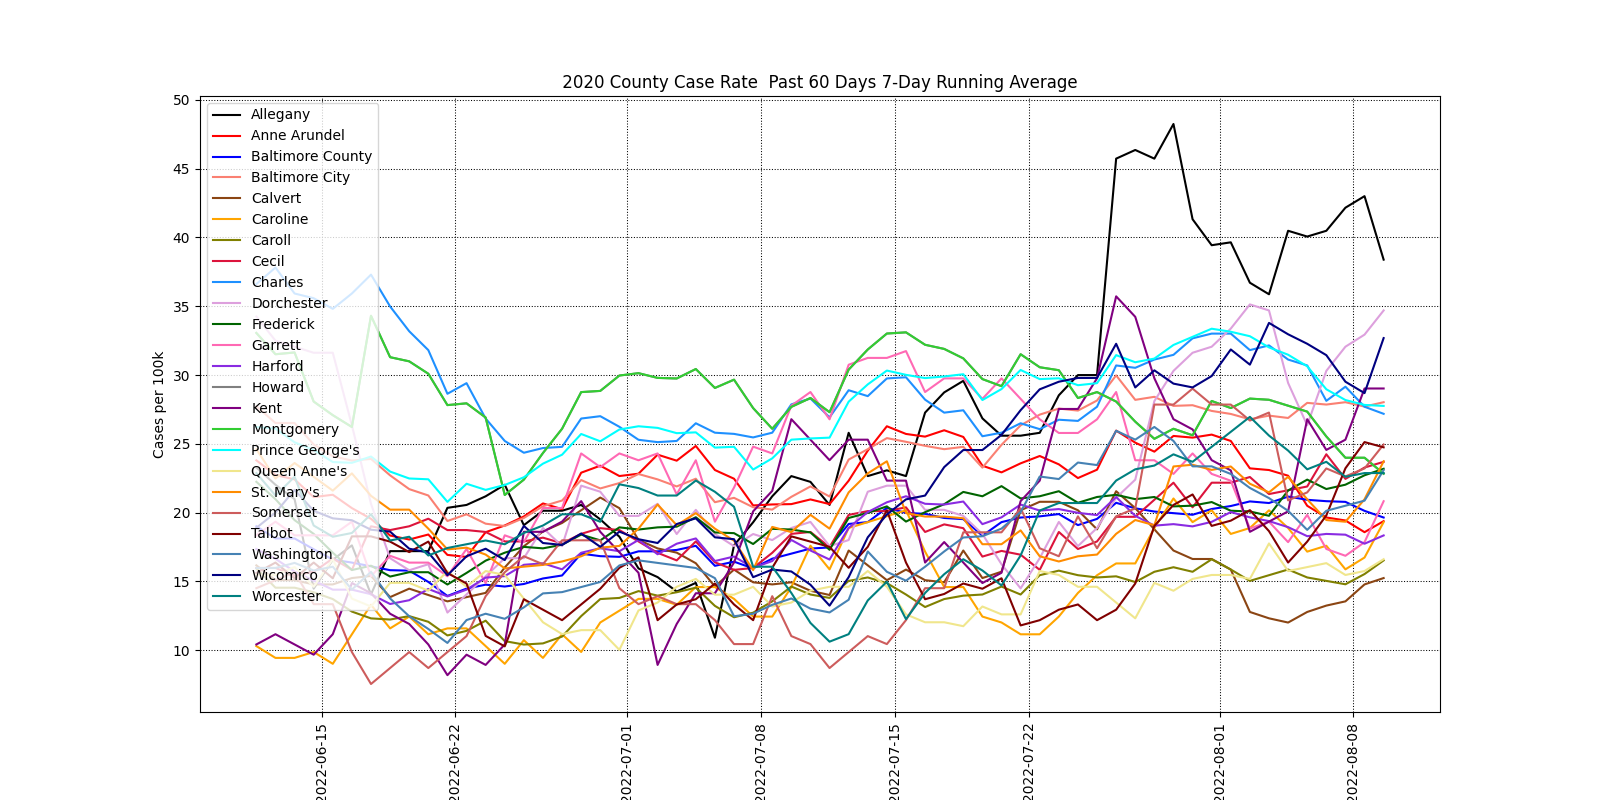 2020 County Case Rate  Past 60 Days 7-Day Running Average
Cases per 100k
50
45
40
35
30
25
20
15
10
Allegany
Anne Arundel
Baltimore County
Baltimore City
Calvert
Caroline
Caroll
Cecil
Charles
Dorchester
Frederick
Garrett
Harford
Howard
Kent
Montgomery
Prince George's
Queen Anne's
St. Mary's
Somerset
Talbot
Washington
Wicomico
Worcester
2022-06-15
2022-06-22
2022-07-01
2022-07-08
2022-07-15
2022-07-22
2022-08-01
2022-08-08